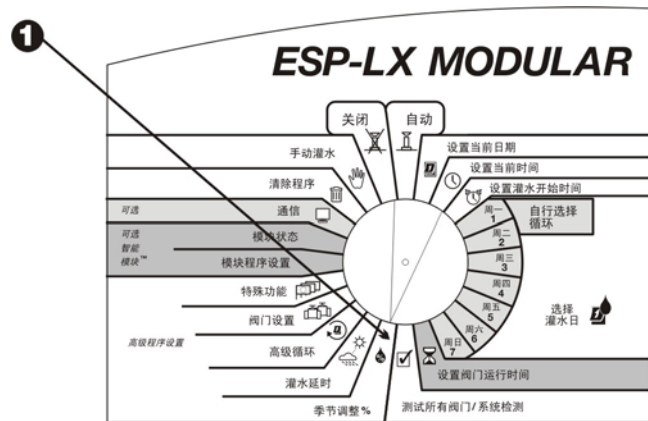 1
ESP-LX MODULAR
关闭
自动
手动灌水
设置当前日期
清除程序
设置当前时间
可选
通信
设置灌水开始时间
可选
智能
模块™
模块状态
模块程序设置
周一
1
周二
2
周三
3
周四
4
周五
5
周六
6
周日
7
自行选择
循环
选择
灌水日
特殊功能
阀门设置
高级程序设置
高级循环
灌水延时
季节调整%
设置阀门运行时间
测试所有阀门/系统检测